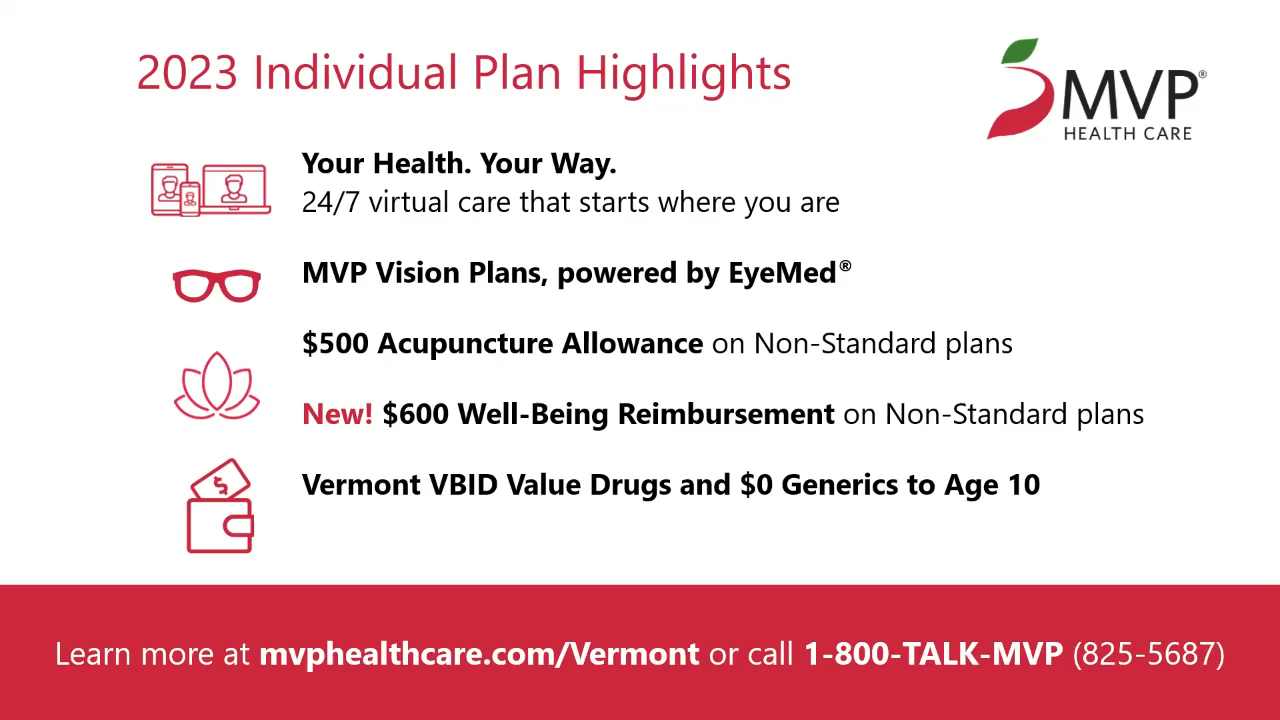 2023 Individual Plan Highlights
MVP®
HEALTH CARE
Your Health. Your Way.
24/7 virtual care that starts where you are
MVP Vision Plans, powered by EyeMed®
$500 Acupuncture Allowance on Non-Standard plans
New! $600 Well-Being Reimbursement on Non-Standard plans
$
Vermont VBID Value Drugs and $0 Generics to Age 10
Learn more at mvphealthcare.com/Vermont or call 1-800-TALK-MVP (825-5687)